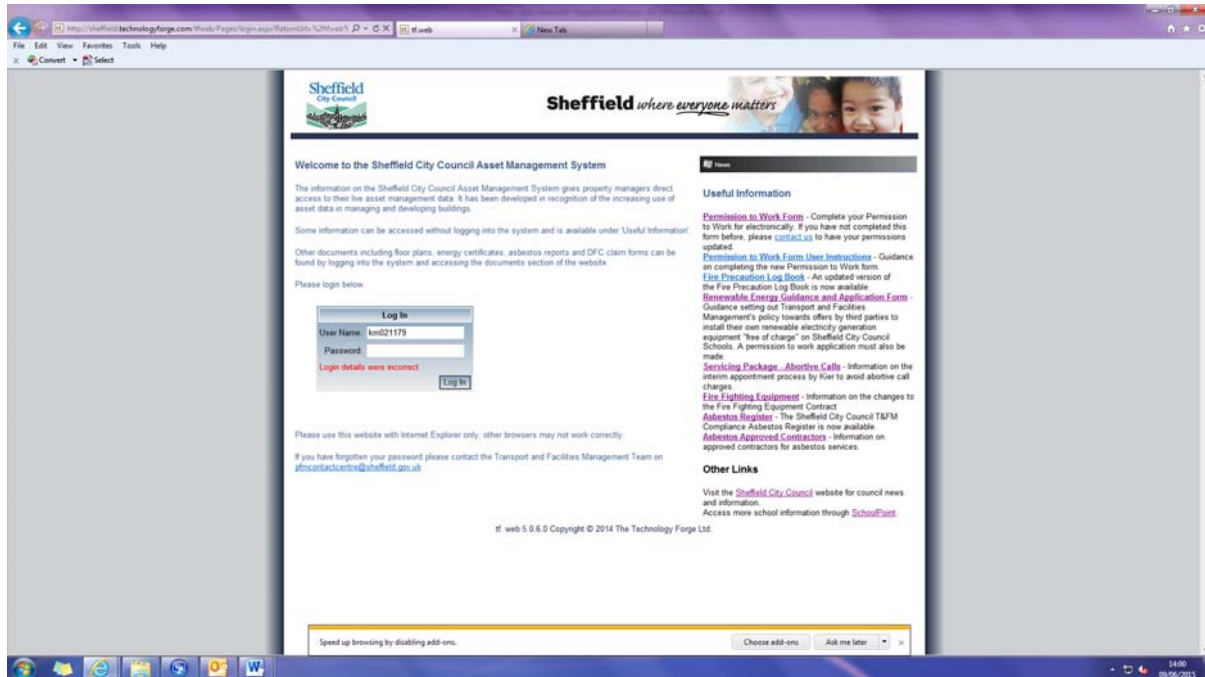 http://sheffield.technologyforge.com
tf.web
New Tab
File Edit View Favorites Tools Help
x Convert Select
Sheffield
City Council
Sheffield where everyone matters
Welcome to the Sheffield City Council Asset Management System
The information on the Sheffield City Council Asset Management System gives property managers direct
access to their live asset management data. It has been developed in recognition of the increasing use of
asset data in managing and developing buildings.
Some information can be accessed without logging into the system and is available under 'Useful Information'.
Other documents including floor plans, energy certificates, asbestos reports and DFC claim forms can be
found by logging into the system and accessing the documents section of the website.
Please login below.
Log In
User Name: km021179
Password:
Login details were incorrect
Log In
Please use this website with Internet Explorer only, other browsers may not work correctly.
If you have forgotten your password please contact the Transport and Facilities Management Team on
pfmcontactcentre@sheffield.gov.uk
News
Useful Information
Permission to Work Form - Complete your Permission
to Work for electronically. If you have not completed this
form before, please contact us to have your permissions
updated.
Permission to Work Form User Instructions - Guidance
on completing the new Permission to Work form.
Fire Precaution Log Book - An updated version of
the Fire Precaution Log Book is now available.
Renewable Energy Guidance and Application Form -
Guidance setting out Transport and Facilities
Management's policy towards offers by third parties to
install their own renewable electricity generation
equipment "free of charge" on Sheffield City Council
Schools. A permission to work application must also be
made.
Servicing Package - Abortive Calls - Information on the
interim appointment process by Kier to avoid abortive call
charges.
Fire Fighting Equipment - Information on the changes to
the Fire Fighting Equipment Contract
Asbestos Register - The Sheffield City Council T&FM
Compliance Asbestos Register is now available.
Asbestos Approved Contractors - Information on
approved contractors for asbestos services.
Other Links
Visit the Sheffield City Council website for council news
and information.
Access more school information through SchoolPoint.
tf. web 5.0.6.0 Copyright © 2014 The Technology Forge Ltd.
Speed up browsing by disabling add-ons.
Choose add-ons
Ask me later
14:00
09/06/2015